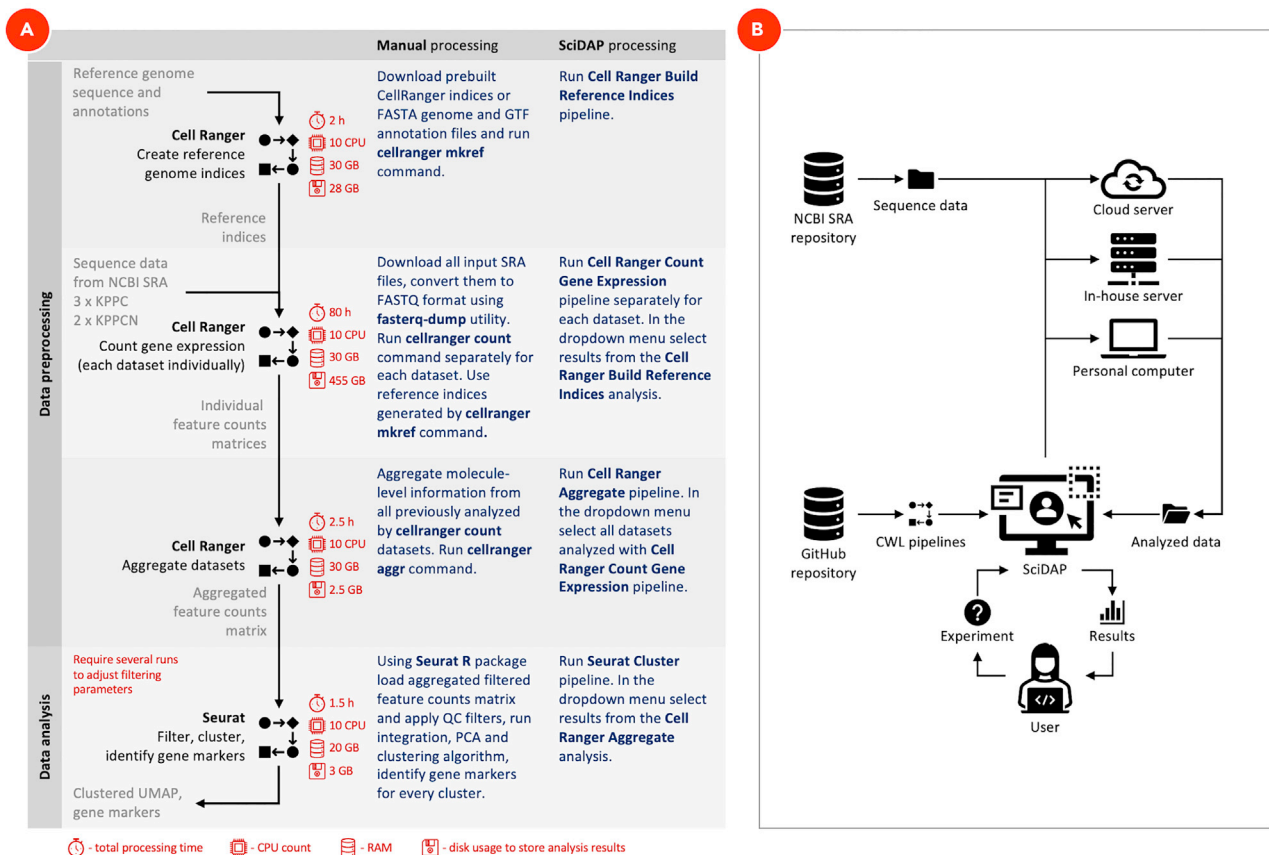 A
Manual processing
SciDAP processing
Data preprocessing
Reference genome
sequence and
annotations
Cell Ranger
Create reference
genome indices
2 h
10 CPU
30 GB
28 GB
Download prebuilt
CellRanger indices or
FASTA genome and GTF
annotation files and run
cellranger mkref
command.
Run Cell Ranger Build
Reference Indices
pipeline.
Reference
indices
Sequence data
from NCBI SRA
3 x KPPC
2 x KPPCN
Cell Ranger
Count gene expression
(each dataset individually)
80 h
10 CPU
30 GB
455 GB
Download all input SRA
files, convert them to
FASTQ format using
fasterq-dump utility.
Run cellranger count
command separately for
each dataset. Use
reference indices
generated by cellranger
mkref command.
Run Cell Ranger Count
Gene Expression
pipeline separately for
each dataset. In the
dropdown menu select
results from the Cell
Ranger Build Reference
Indices analysis.
Individual
feature counts
matrices
Cell Ranger
Aggregate datasets
2.5 h
10 CPU
30 GB
2.5 GB
Aggregate molecule-
level information from
all previously analyzed
by cellranger count
datasets. Run cellranger
aggr command.
Run Cell Ranger
Aggregate pipeline. In
the dropdown menu
select all datasets
analyzed with Cell
Ranger Count Gene
Expression pipeline.
Aggregated
feature counts
matrix
Data analysis
Require several runs
to adjust filtering
parameters
Seurat
Filter, cluster,
identify gene markers
1.5 h
10 CPU
20 GB
3 GB
Using Seurat R package
load aggregated filtered
feature counts matrix
and apply QC filters, run
integration, PCA and
clustering algorithm,
identify gene markers
for every cluster.
Run Seurat Cluster
pipeline. In the
dropdown menu select
results from the Cell
Ranger Aggregate
analysis.
Clustered UMAP,
gene markers
- total processing time
- CPU count
- RAM
- disk usage to store analysis results
B
NCBI SRA
repository
Sequence data
Cloud server
In-house server
Personal computer
GitHub
repository
CWL pipelines
SciDAP
Analyzed data
Experiment
Results
</>
User